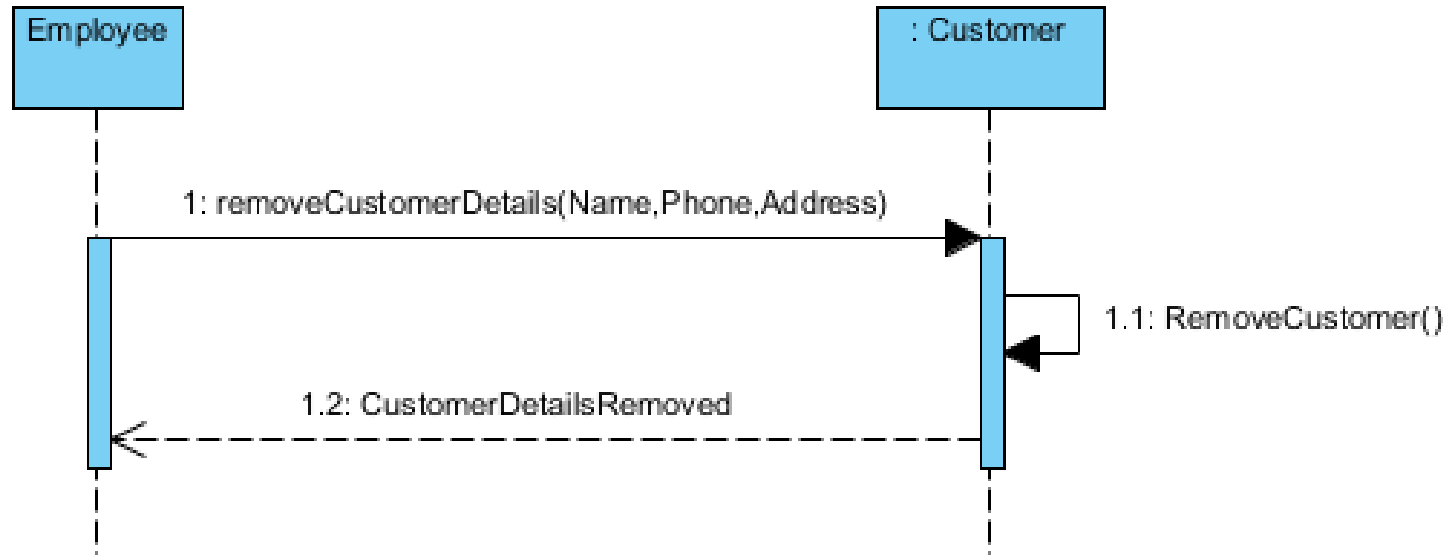 Employee
: Customer
1: removeCustomerDetails(Name,Phone,Address)
1.1: RemoveCustomer()
1.2: CustomerDetailsRemoved